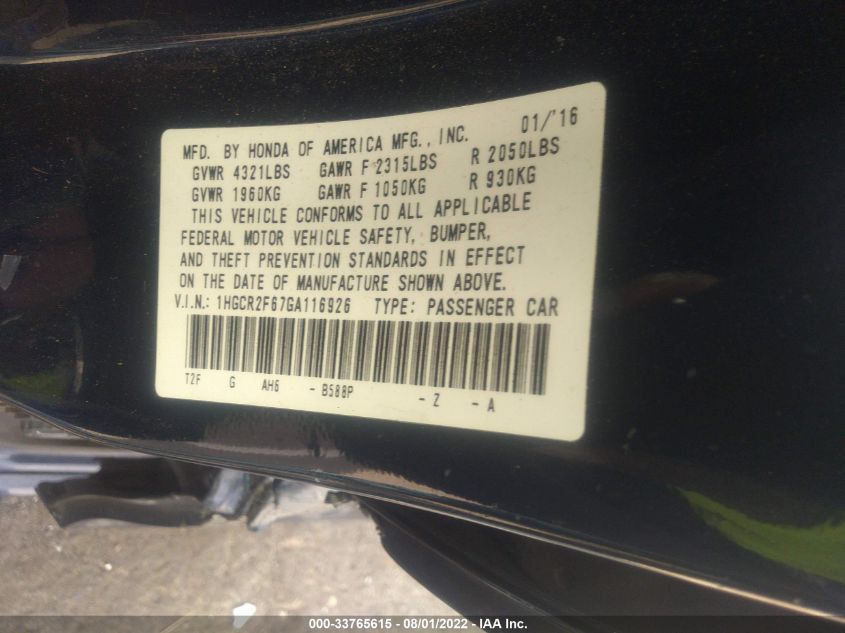 MFD. BY HONDA OF AMERICA MFG., INC. 01/'16
GVWR 4321LBS GAWR F 2315LBS R 2050LBS
GVWR 1960KG GAWR F 1050KG R 930KG
THIS VEHICLE CONFORMS TO ALL APPLICABLE
FEDERAL MOTOR VEHICLE SAFETY, BUMPER,
AND THEFT PREVENTION STANDARDS IN EFFECT
ON THE DATE OF MANUFACTURE SHOWN ABOVE.
V.I.N.: 1HGCR2F67GA116926 TYPE: PASSENGER CAR
T2F G AH6 - B588P - Z - A
000-33765615 - 08/01/2022 - IAA Inc.